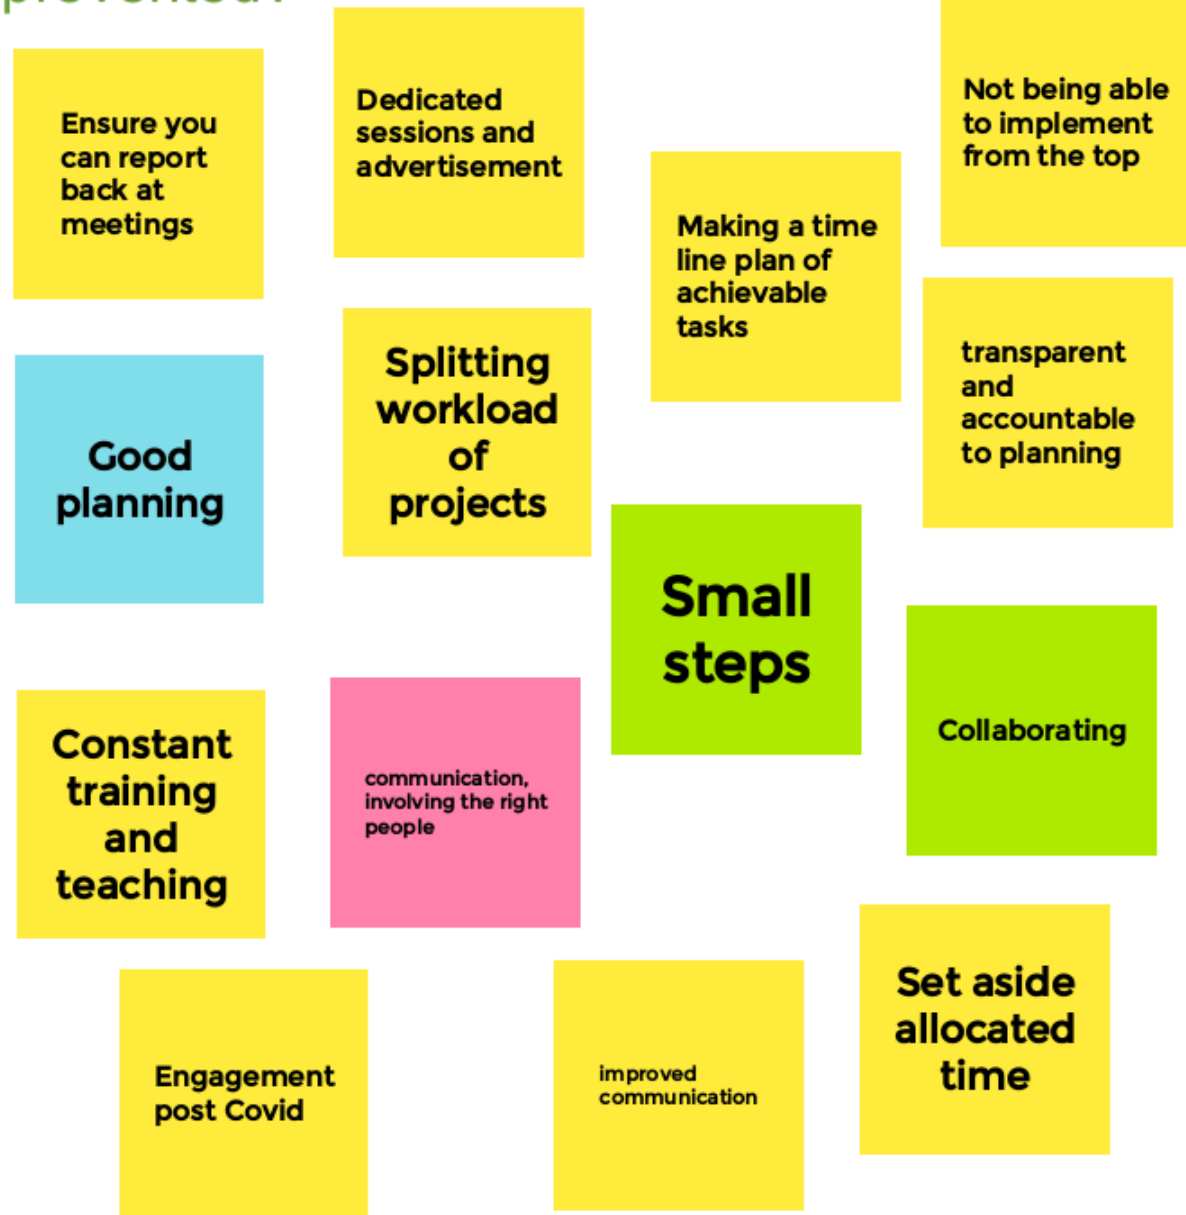 Ensure you
can report
back at
meetings
Dedicated
sessions and
advertisement
Making a time
line plan of
achievable
tasks
Not being able
to implement
from the top
Good
planning
Splitting
workload
of
projects
transparent
and
accountable
to planning
Small
steps
Collaborating
Constant
training
and
teaching
communication,
involving the right
people
Engagement
post Covid
improved
communication
Set aside
allocated
time